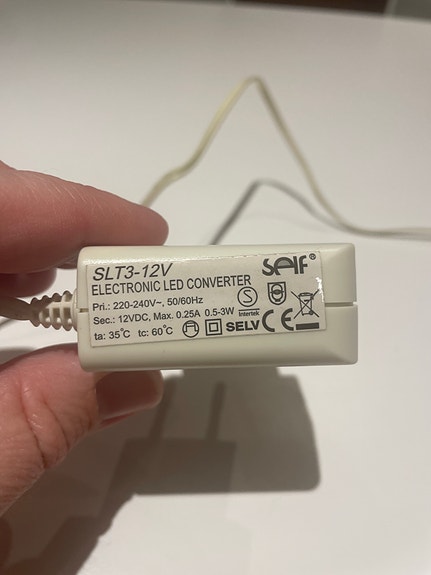 SLT3-12V
SELF®
ELECTRONIC LED CONVERTER
Pri.: 220-240V~, 50/60Hz
S Intertek
Sec.: 12VDC, Max. 0.25A 0.5-3W
ta: 35°C tc: 60°C SELV CE